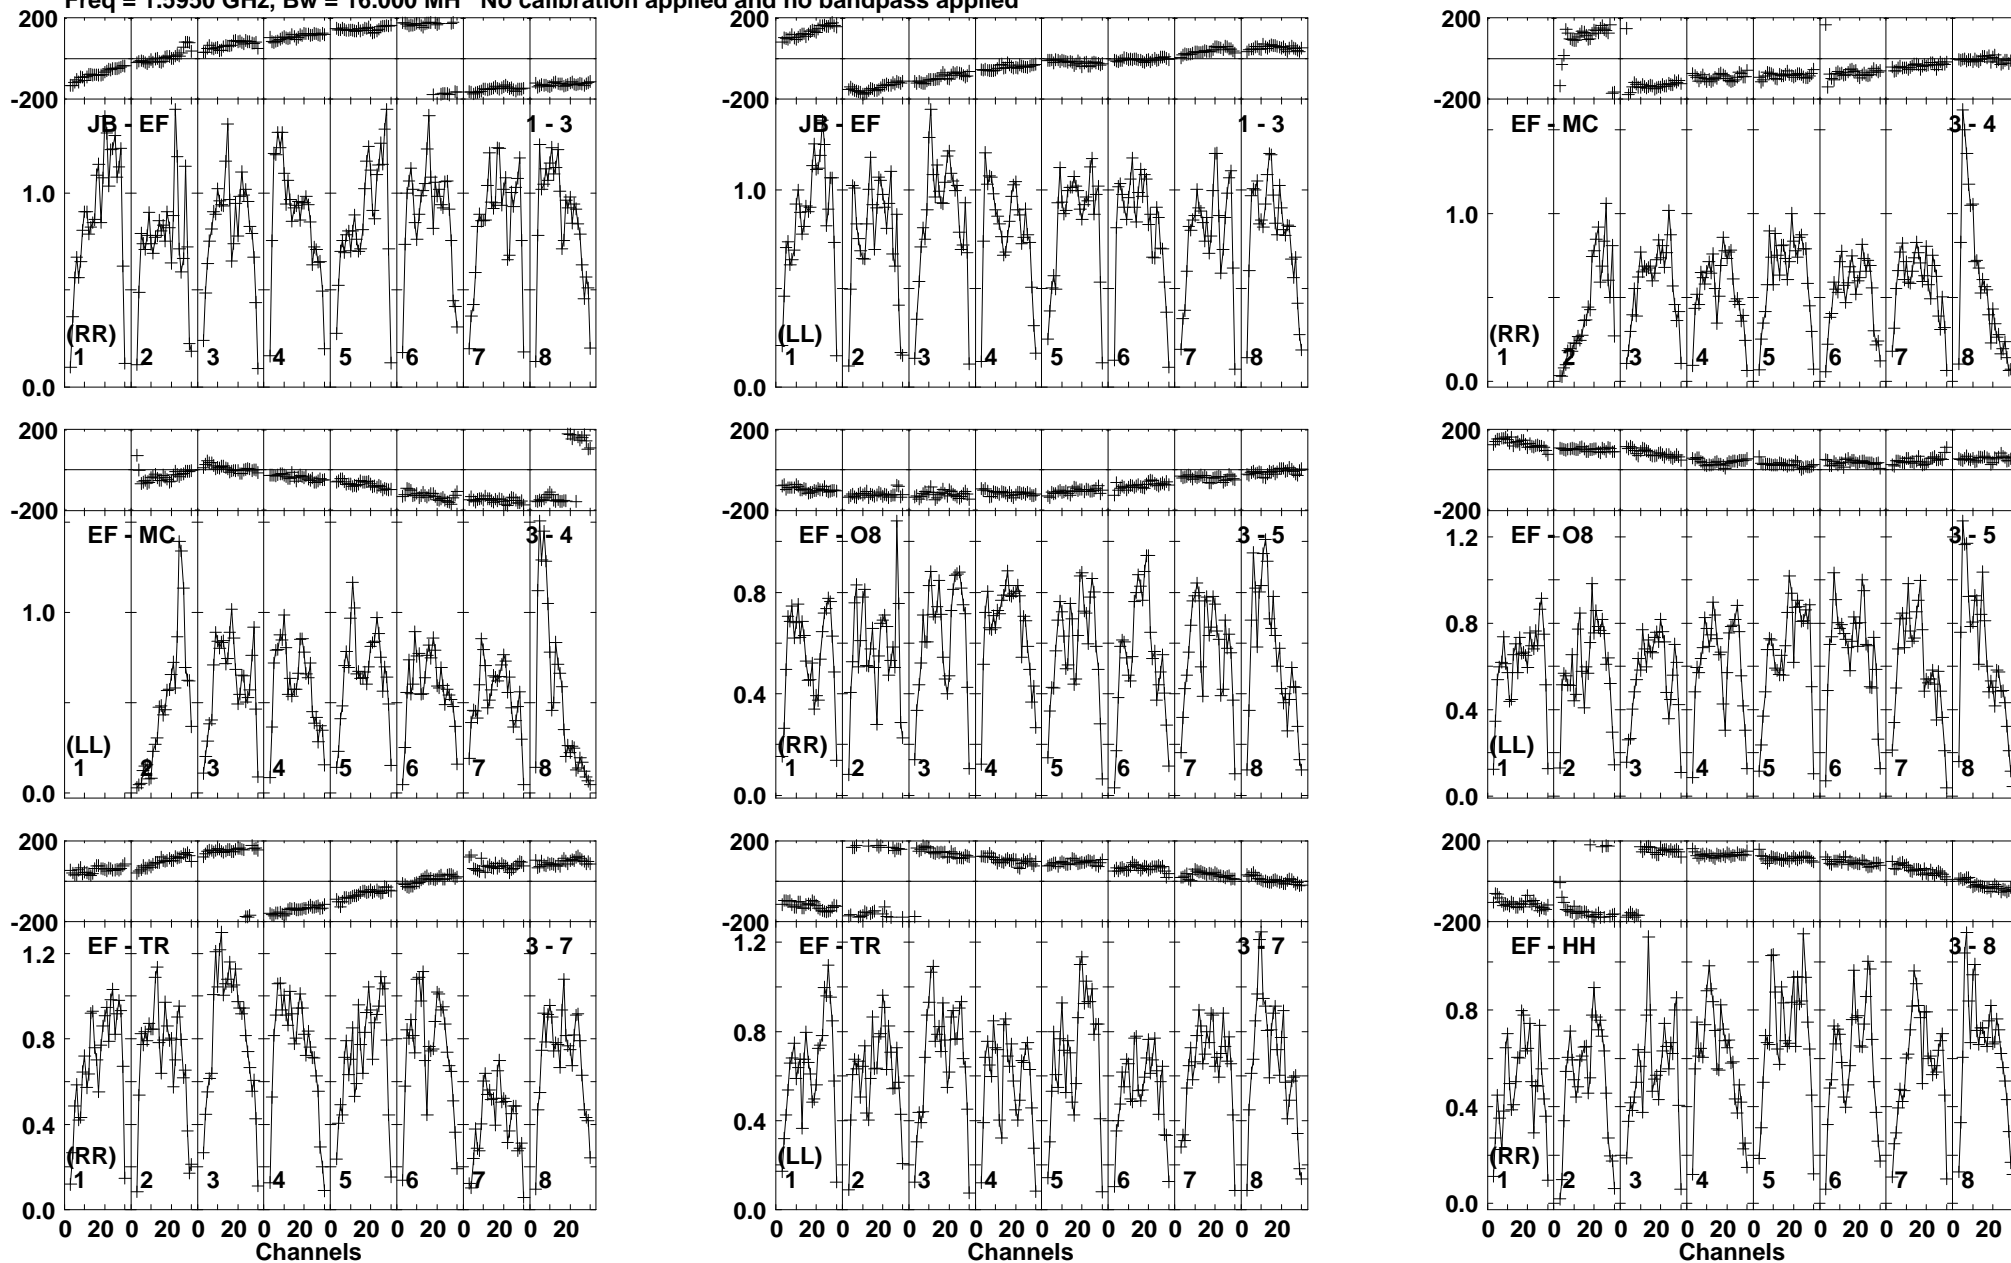 Freq = 1.5950 GHz, Bw = 16.000 MH No calibration applied and no bandpass applied
200 200 200
-200 -200 -200
JB - EF 1 - 3 JB - EF 1 - 3 EF - MC 3 - 4
1.0 1.0 1.0
(RR) (LL) (RR)
1 2 3 4 5 6 7 8 1 2 3 4 5 6 7 8 1 2 3 4 5 6 7 8
0.0 0.0 0.0
200 200 200
-200 -200 -200
EF - MC 3 - 4 EF - O8 3 - 5 EF - O8 3 - 5
1.2
1.0 0.8 0.8
0.4 0.4
(LL) (RR) (LL)
1 2 3 4 5 6 7 8 1 2 3 4 5 6 7 8 1 2 3 4 5 6 7 8
0.0 0.0 0.0
200 200 200
-200 -200 -200
EF - TR 3 - 7 EF - TR 3 - 7 EF - HH 3 - 8
1.2 1.2
0.8 0.8 0.8
0.4 0.4 0.4
(RR) (LL) (RR)
1 2 3 4 5 6 7 8 1 2 3 4 5 6 7 8 1 2 3 4 5 6 7 8
0.0 0.0 0.0
0 20 0 20 0 20 0 20 0 20 0 20 0 20 0 20 0 20 0 20 0 20 0 20 0 20 0 20 0 20 0 20 0 20 0 20 0 20 0 20 0 20 0 20 0 20 0 20
Channels Channels Channels